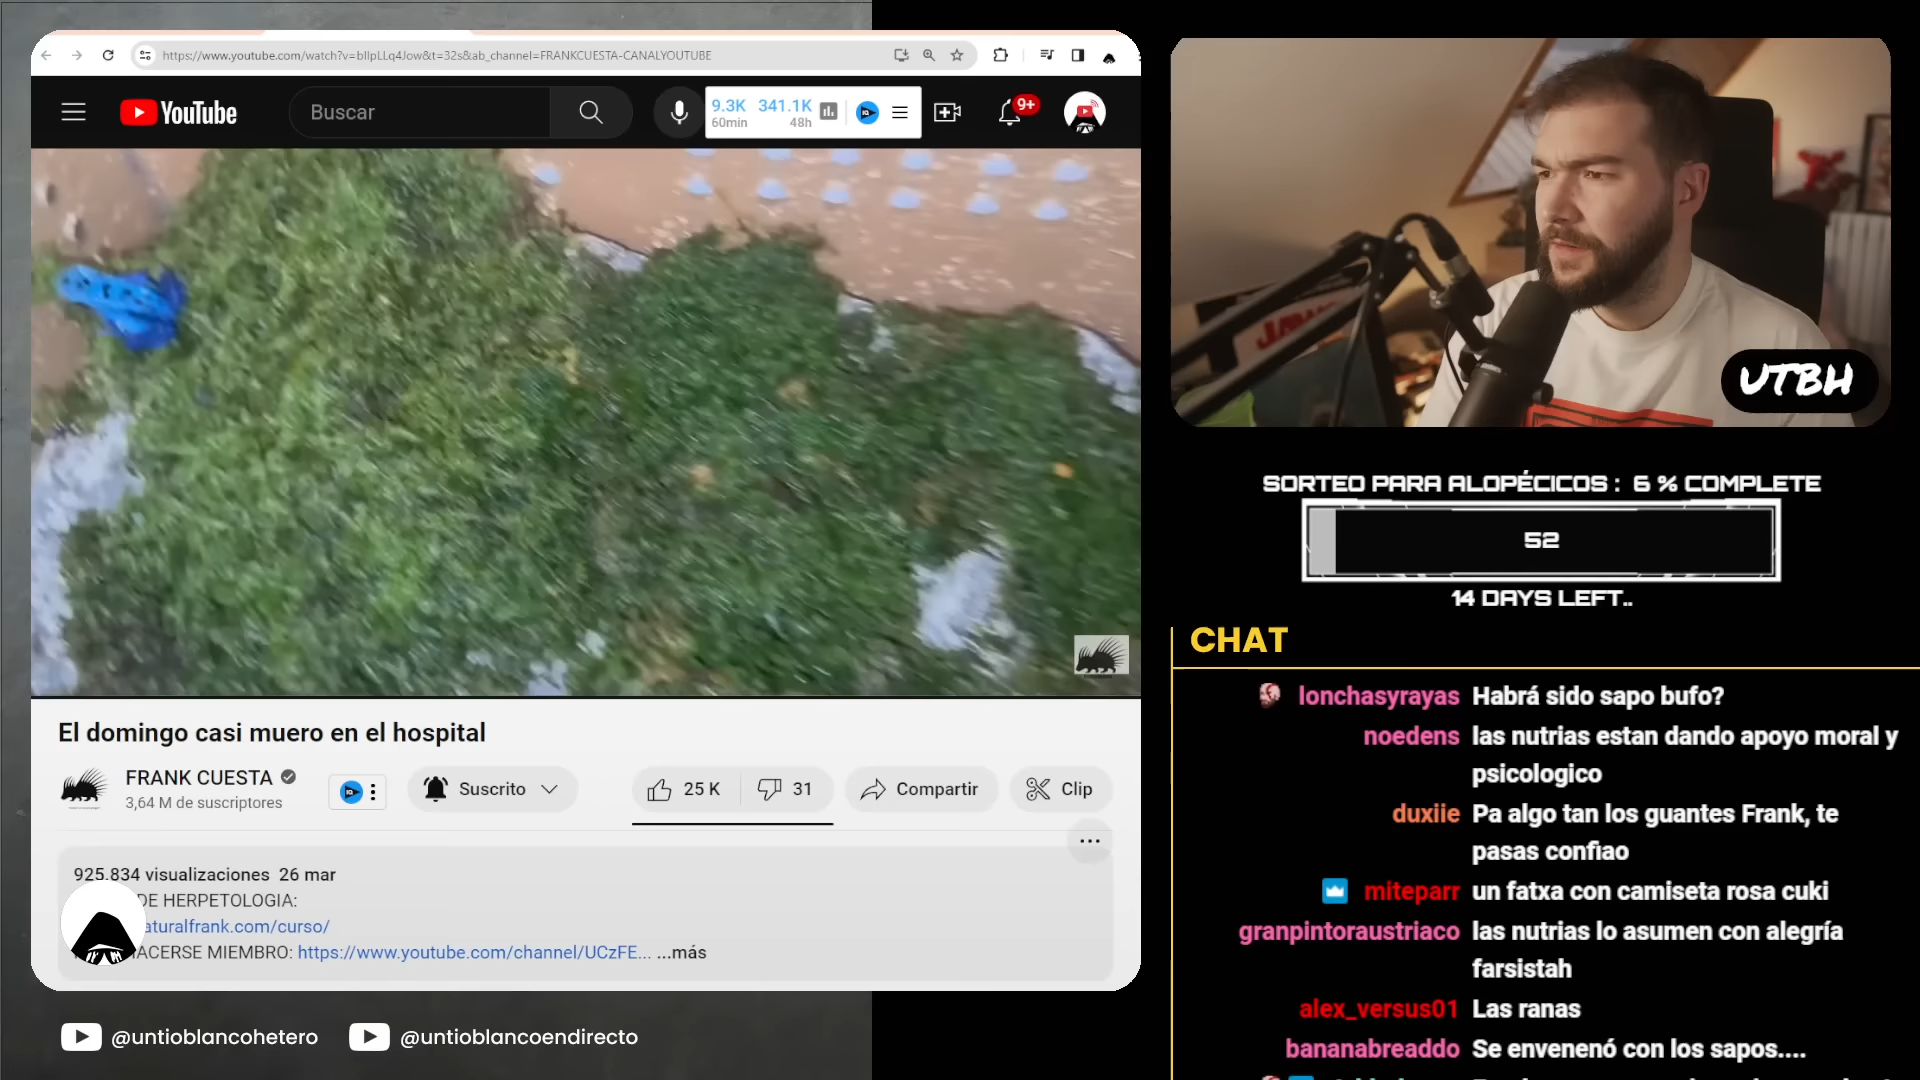 https://www.youtube.com/watch?v=bIIpLLq4Jow&t=32s&ab_channel=FRANKCUESTA-CANALYOUTUBE
YouTube
Buscar
9.3K 341.1K
60min 48h
9+
El domingo casi muero en el hospital
FRANK CUESTA
3,64 M de suscriptores
Suscrito
25 K
31
Compartir
Clip
925.834 visualizaciones 26 mar
DE HERPETOLOGIA:
aturalfrank.com/curso/
ACERSE MIEMBRO: https://www.youtube.com/channel/UCzFE... ...más
@untioblancohetero
@untioblancoendirecto
UTBH
SORTEO PARA ALOPÉCICOS : 6 % COMPLETE
52
14 DAYS LEFT..
CHAT
lonchasyrayas Habrá sido sapo bufo?
noedens las nutrias estan dando apoyo moral y
psicologico
duxiie Pa algo tan los guantes Frank, te
pasas confiao
miteparr un fatxa con camiseta rosa cuki
granpintoraustriaco las nutrias lo asumen con alegría
farsistah
alex_versus01 Las ranas
bananabreaddo Se envenenó con los sapos....